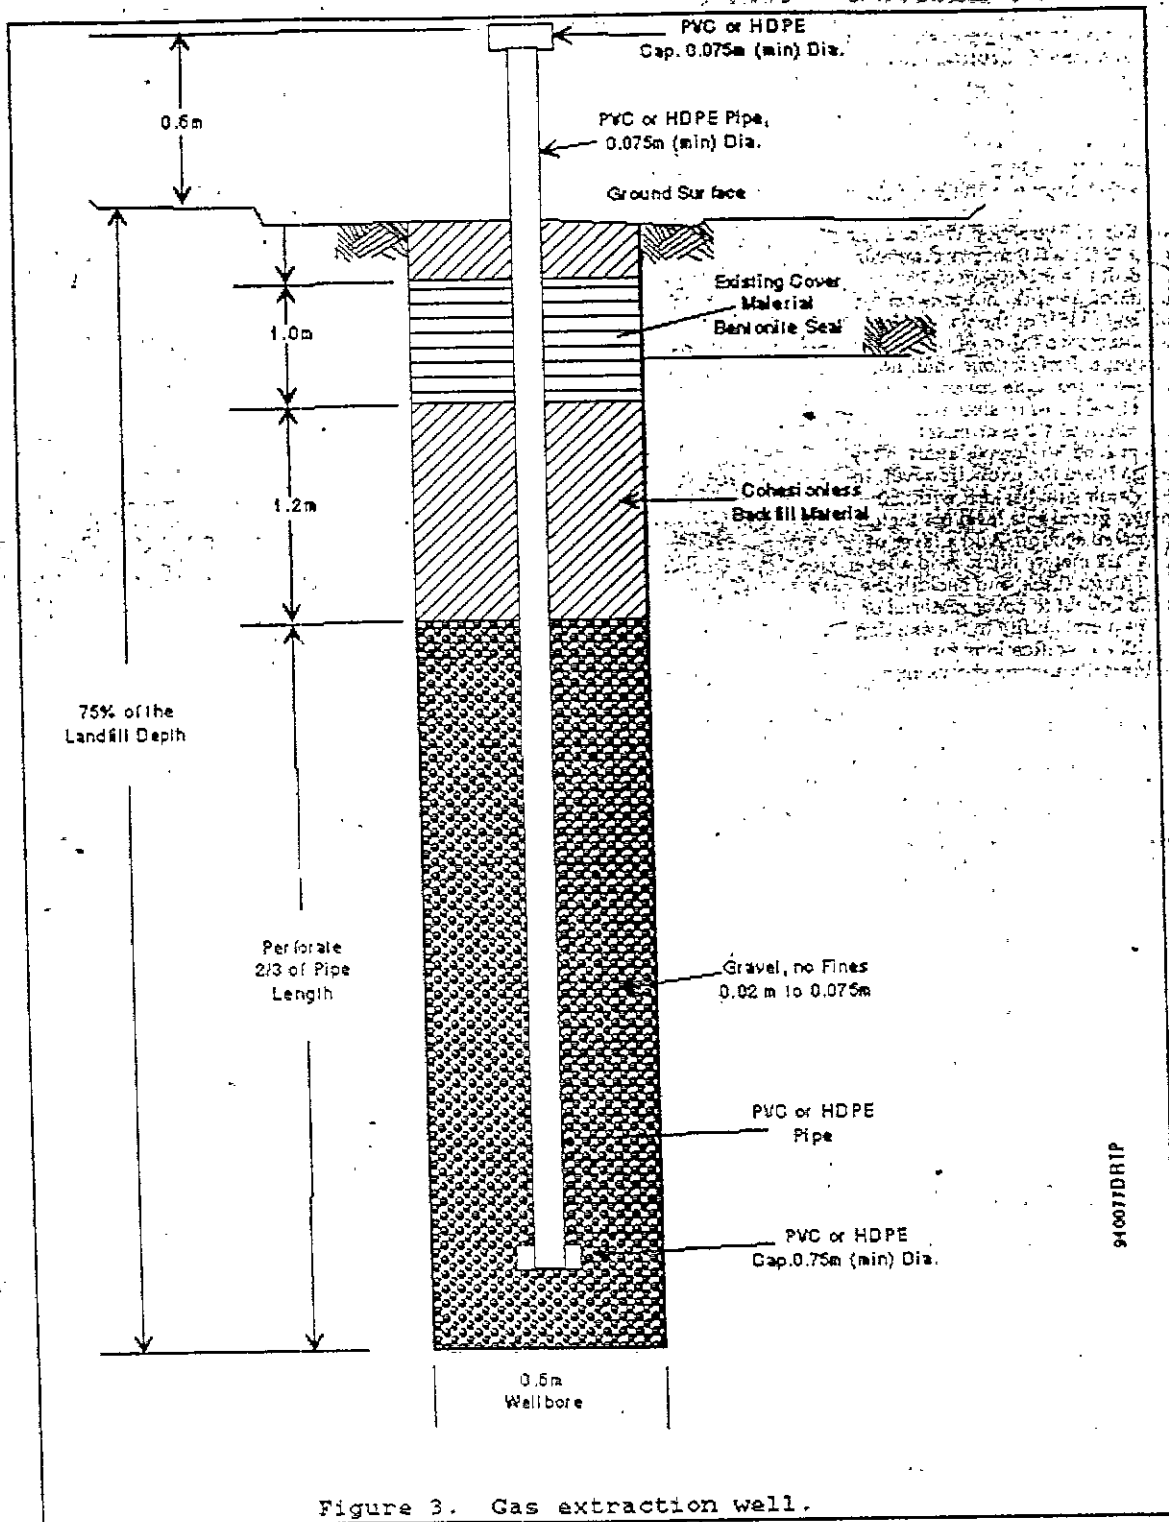 PVC or HDPE
Cap. 0.075m (min) Dia.
0.6m
PVC or HDPE Pipe,
0.075m (min) Dia.
Ground Surface
Existing Cover
Material
Bentonite Seal
1.0m
1.2m
Cohesionless
Backfill Material
75% of the
Landfill Depth
Perforate
2/3 of Pipe
Length
Gravel, no Fines
0.02 m to 0.075m
PVC or HDPE
Pipe
PVC or HDPE
Cap.0.75m (min) Dia.
0.6m
Wellbore
940077DRTP
Figure 3. Gas extraction well.